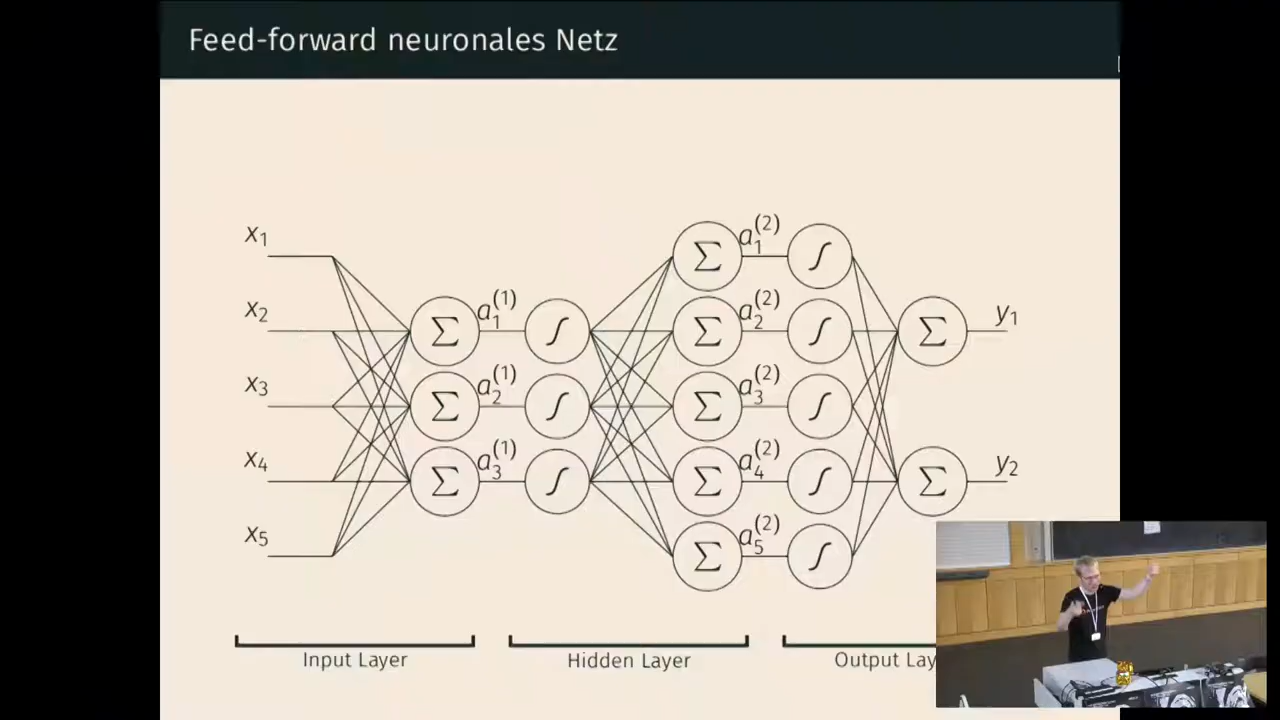 Feed-forward neuronales Netz
x1
x2
x3
x4
x5
Σ
Σ
Σ
a1(1)
a2(1)
a3(1)
∫
∫
∫
Σ
Σ
Σ
Σ
Σ
a1(2)
a2(2)
a3(2)
a4(2)
a5(2)
∫
∫
∫
∫
∫
Σ
Σ
y1
y2
Input Layer
Hidden Layer
Output Lay